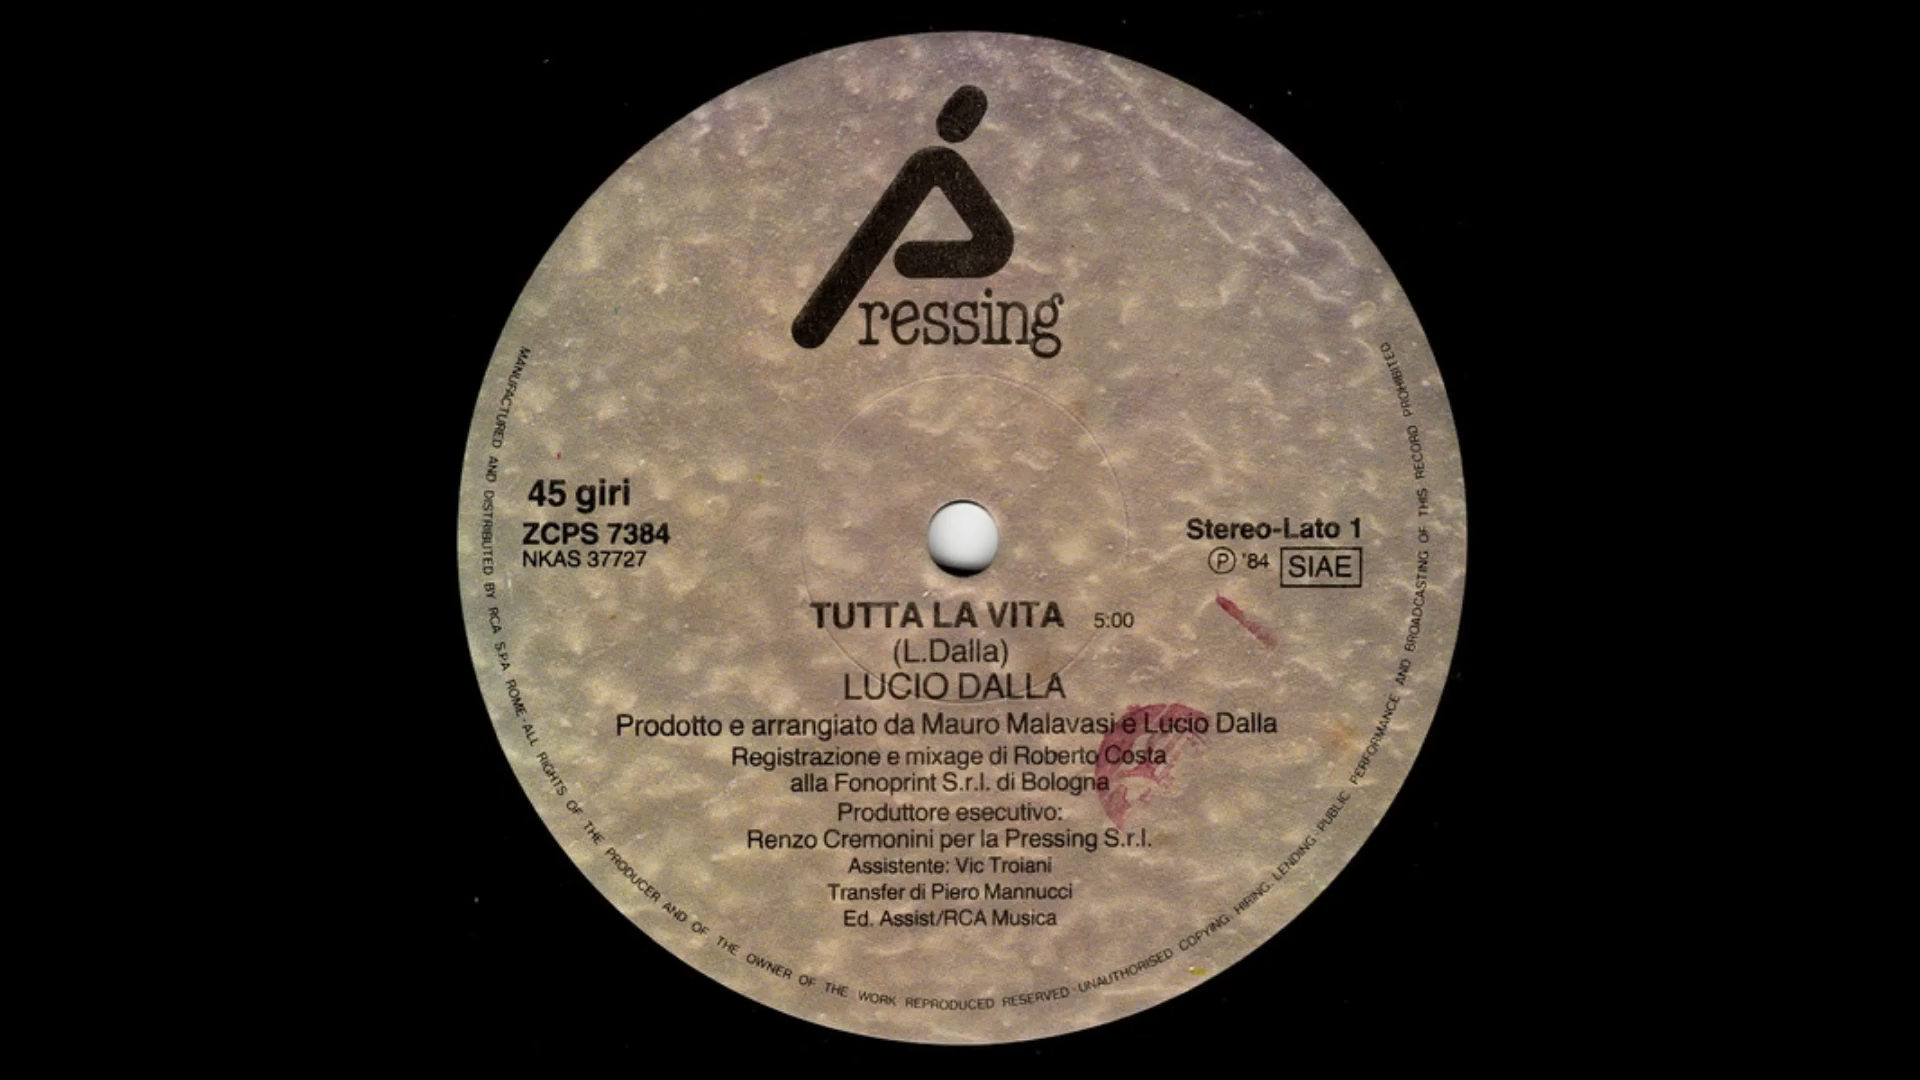 Pressing
45 giri
ZCPS 7384
NKAS 37727
Stereo-Lato 1
Ⓟ '84 SIAE
TUTTA LA VITA 5:00
(L.Dalla)
LUCIO DALLA
Prodotto e arrangiato da Mauro Malavasi e Lucio Dalla
Registrazione e mixage di Roberto Costa
alla Fonoprint S.r.l. di Bologna
Produttore esecutivo:
Renzo Cremonini per la Pressing S.r.l.
Assistente: Vic Troiani
Transfer di Piero Mannucci
Ed. Assist/RCA Musica
MANUFACTURED AND DISTRIBUTED BY RCA S.P.A. ROME · ALL RIGHTS OF THE PRODUCER AND OF THE OWNER OF THE WORK REPRODUCED RESERVED · UNAUTHORISED COPYING, HIRING, LENDING, PUBLIC PERFORMANCE AND BROADCASTING OF THIS RECORD PROHIBITED